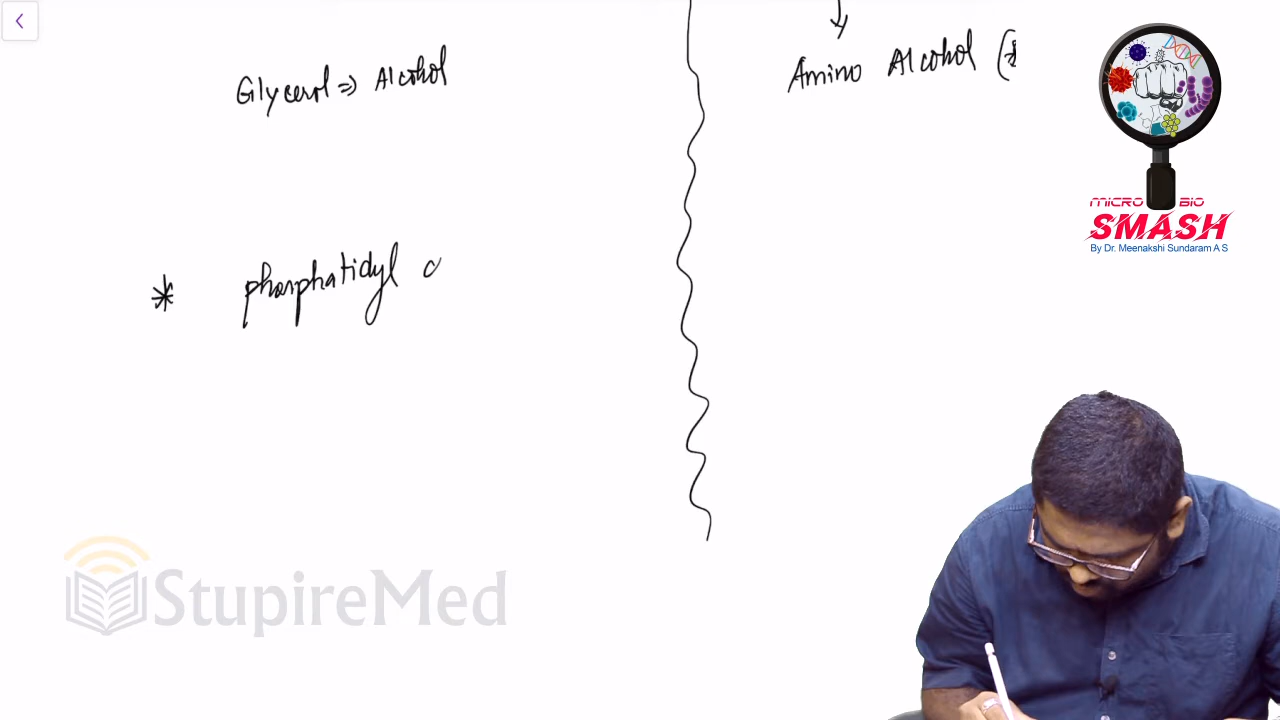 Glycerol ⇒ Alcohol
* phosphatidyl c
Amino Alcohol (
MICRO BIO
SMASH
By Dr. Meenakshi Sundaram A S
StupireMed